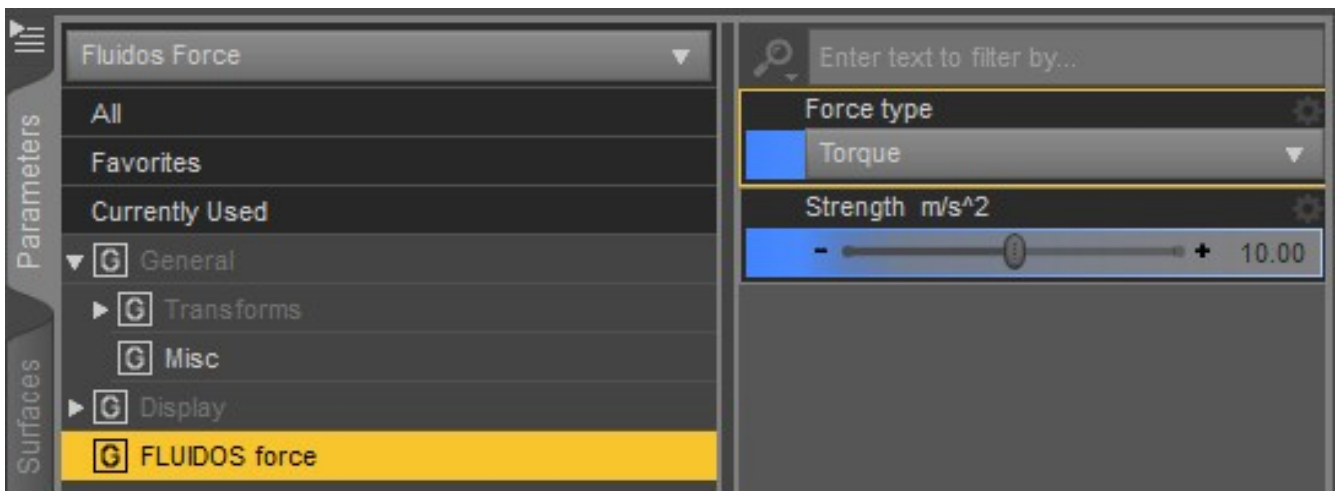 Parameters
Surfaces
Fluidos Force
All
Favorites
Currently Used
G General
G Transforms
G Misc
G Display
G FLUIDOS force
Enter text to filter by...
Force type
Torque
Strength m/s^2
- + 10.00